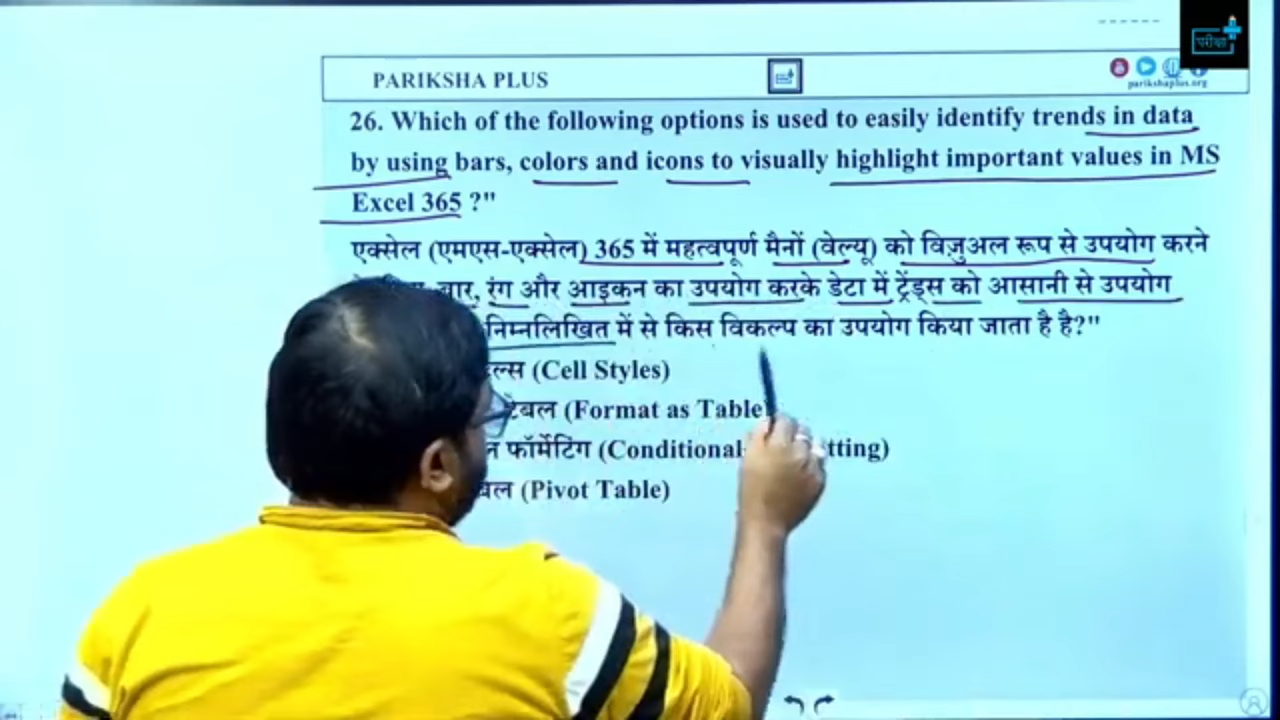 परीक्षा
PARIKSHA PLUS
parikshaplus.org
26. Which of the following options is used to easily identify trends in data
by using bars, colors and icons to visually highlight important values in MS
Excel 365 ?"
एक्सेल (एमएस-एक्सेल) 365 में महत्वपूर्ण मैनों (वेल्यू) को विज़ुअल रूप से उपयोग करने
बार, रंग और आइकन का उपयोग करके डेटा में ट्रेंड्स को आसानी से उपयोग
निम्नलिखित में से किस विकल्प का उपयोग किया जाता है है?"
(Cell Styles)
(Format as Table
फॉर्मेटिंग (Conditional
(Pivot Table)